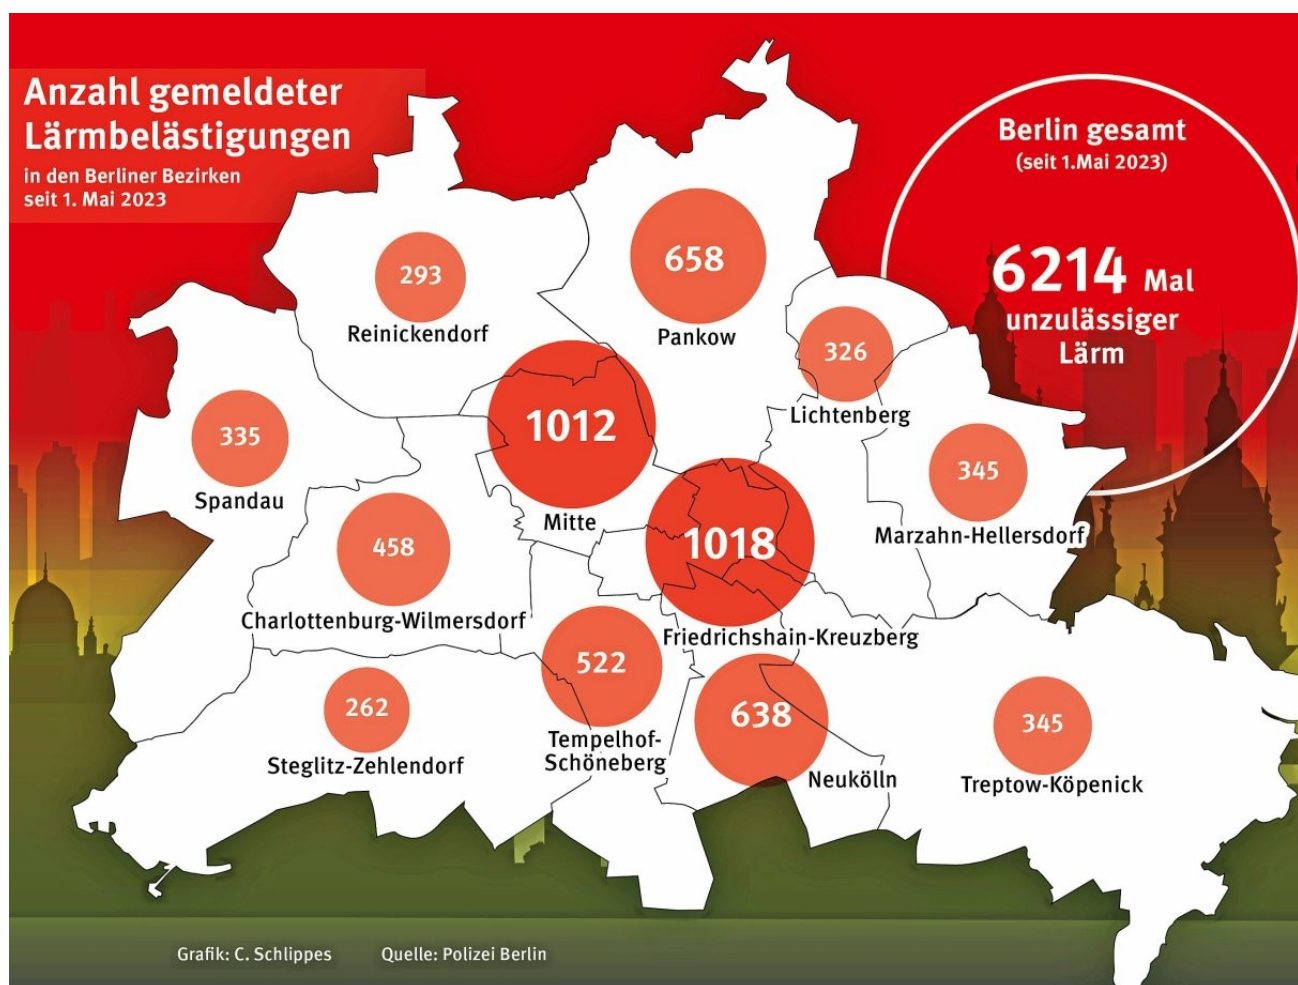 Anzahl gemeldeter
Lärmbelästigungen
in den Berliner Bezirken
seit 1. Mai 2023
Berlin gesamt
(seit 1.Mai 2023)
6214 Mal
unzulässiger
Lärm
293
Reinickendorf
658
Pankow
326
Lichtenberg
335
Spandau
1012
Mitte
345
Marzahn-Hellersdorf
458
Charlottenburg-Wilmersdorf
1018
Friedrichshain-Kreuzberg
522
Tempelhof-
Schöneberg
262
Steglitz-Zehlendorf
638
Neukölln
345
Treptow-Köpenick
Grafik: C. Schlippes
Quelle: Polizei Berlin